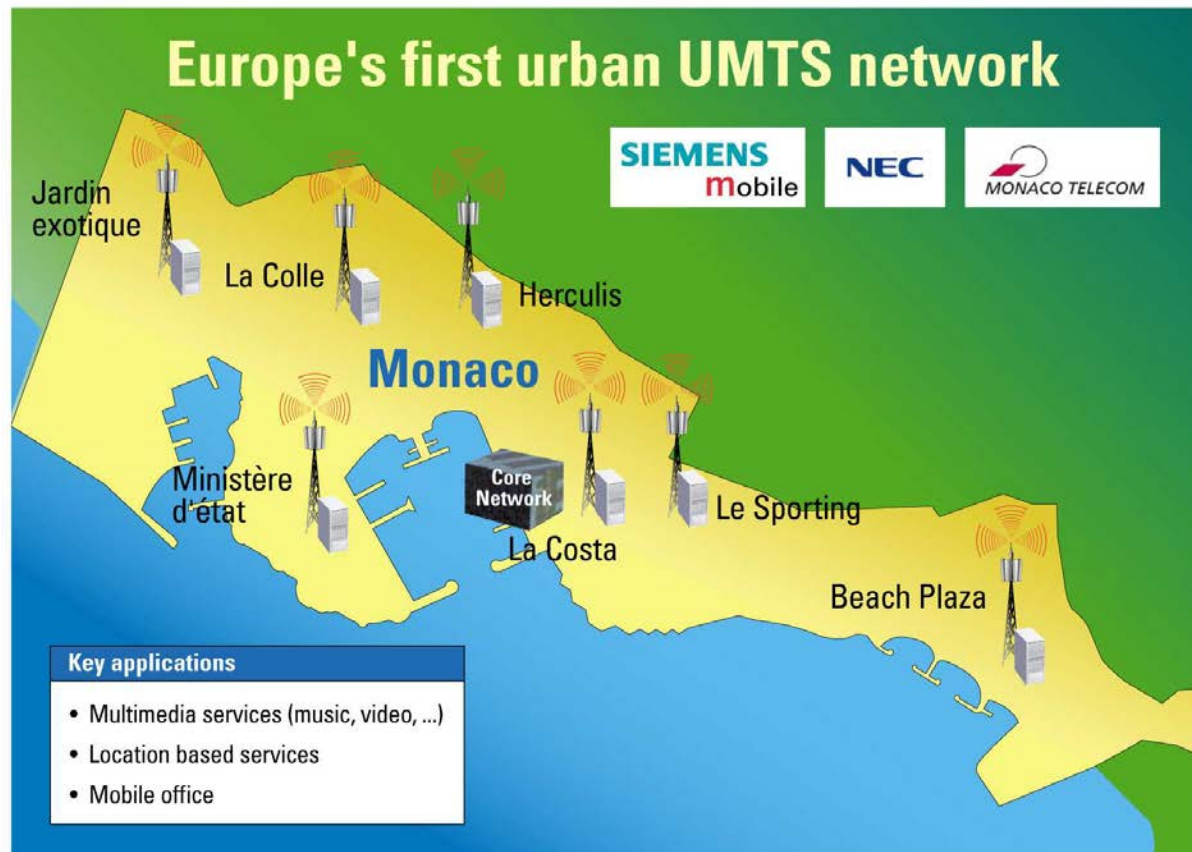 Europe's first urban UMTS network
SIEMENS
mobile
NEC
MONACO TELECOM
Jardin
exotique
La Colle
Herculis
Monaco
Ministère
d'état
Core
Network
La Costa
Le Sporting
Beach Plaza
Key applications
• Multimedia services (music, video, ...)
• Location based services
• Mobile office